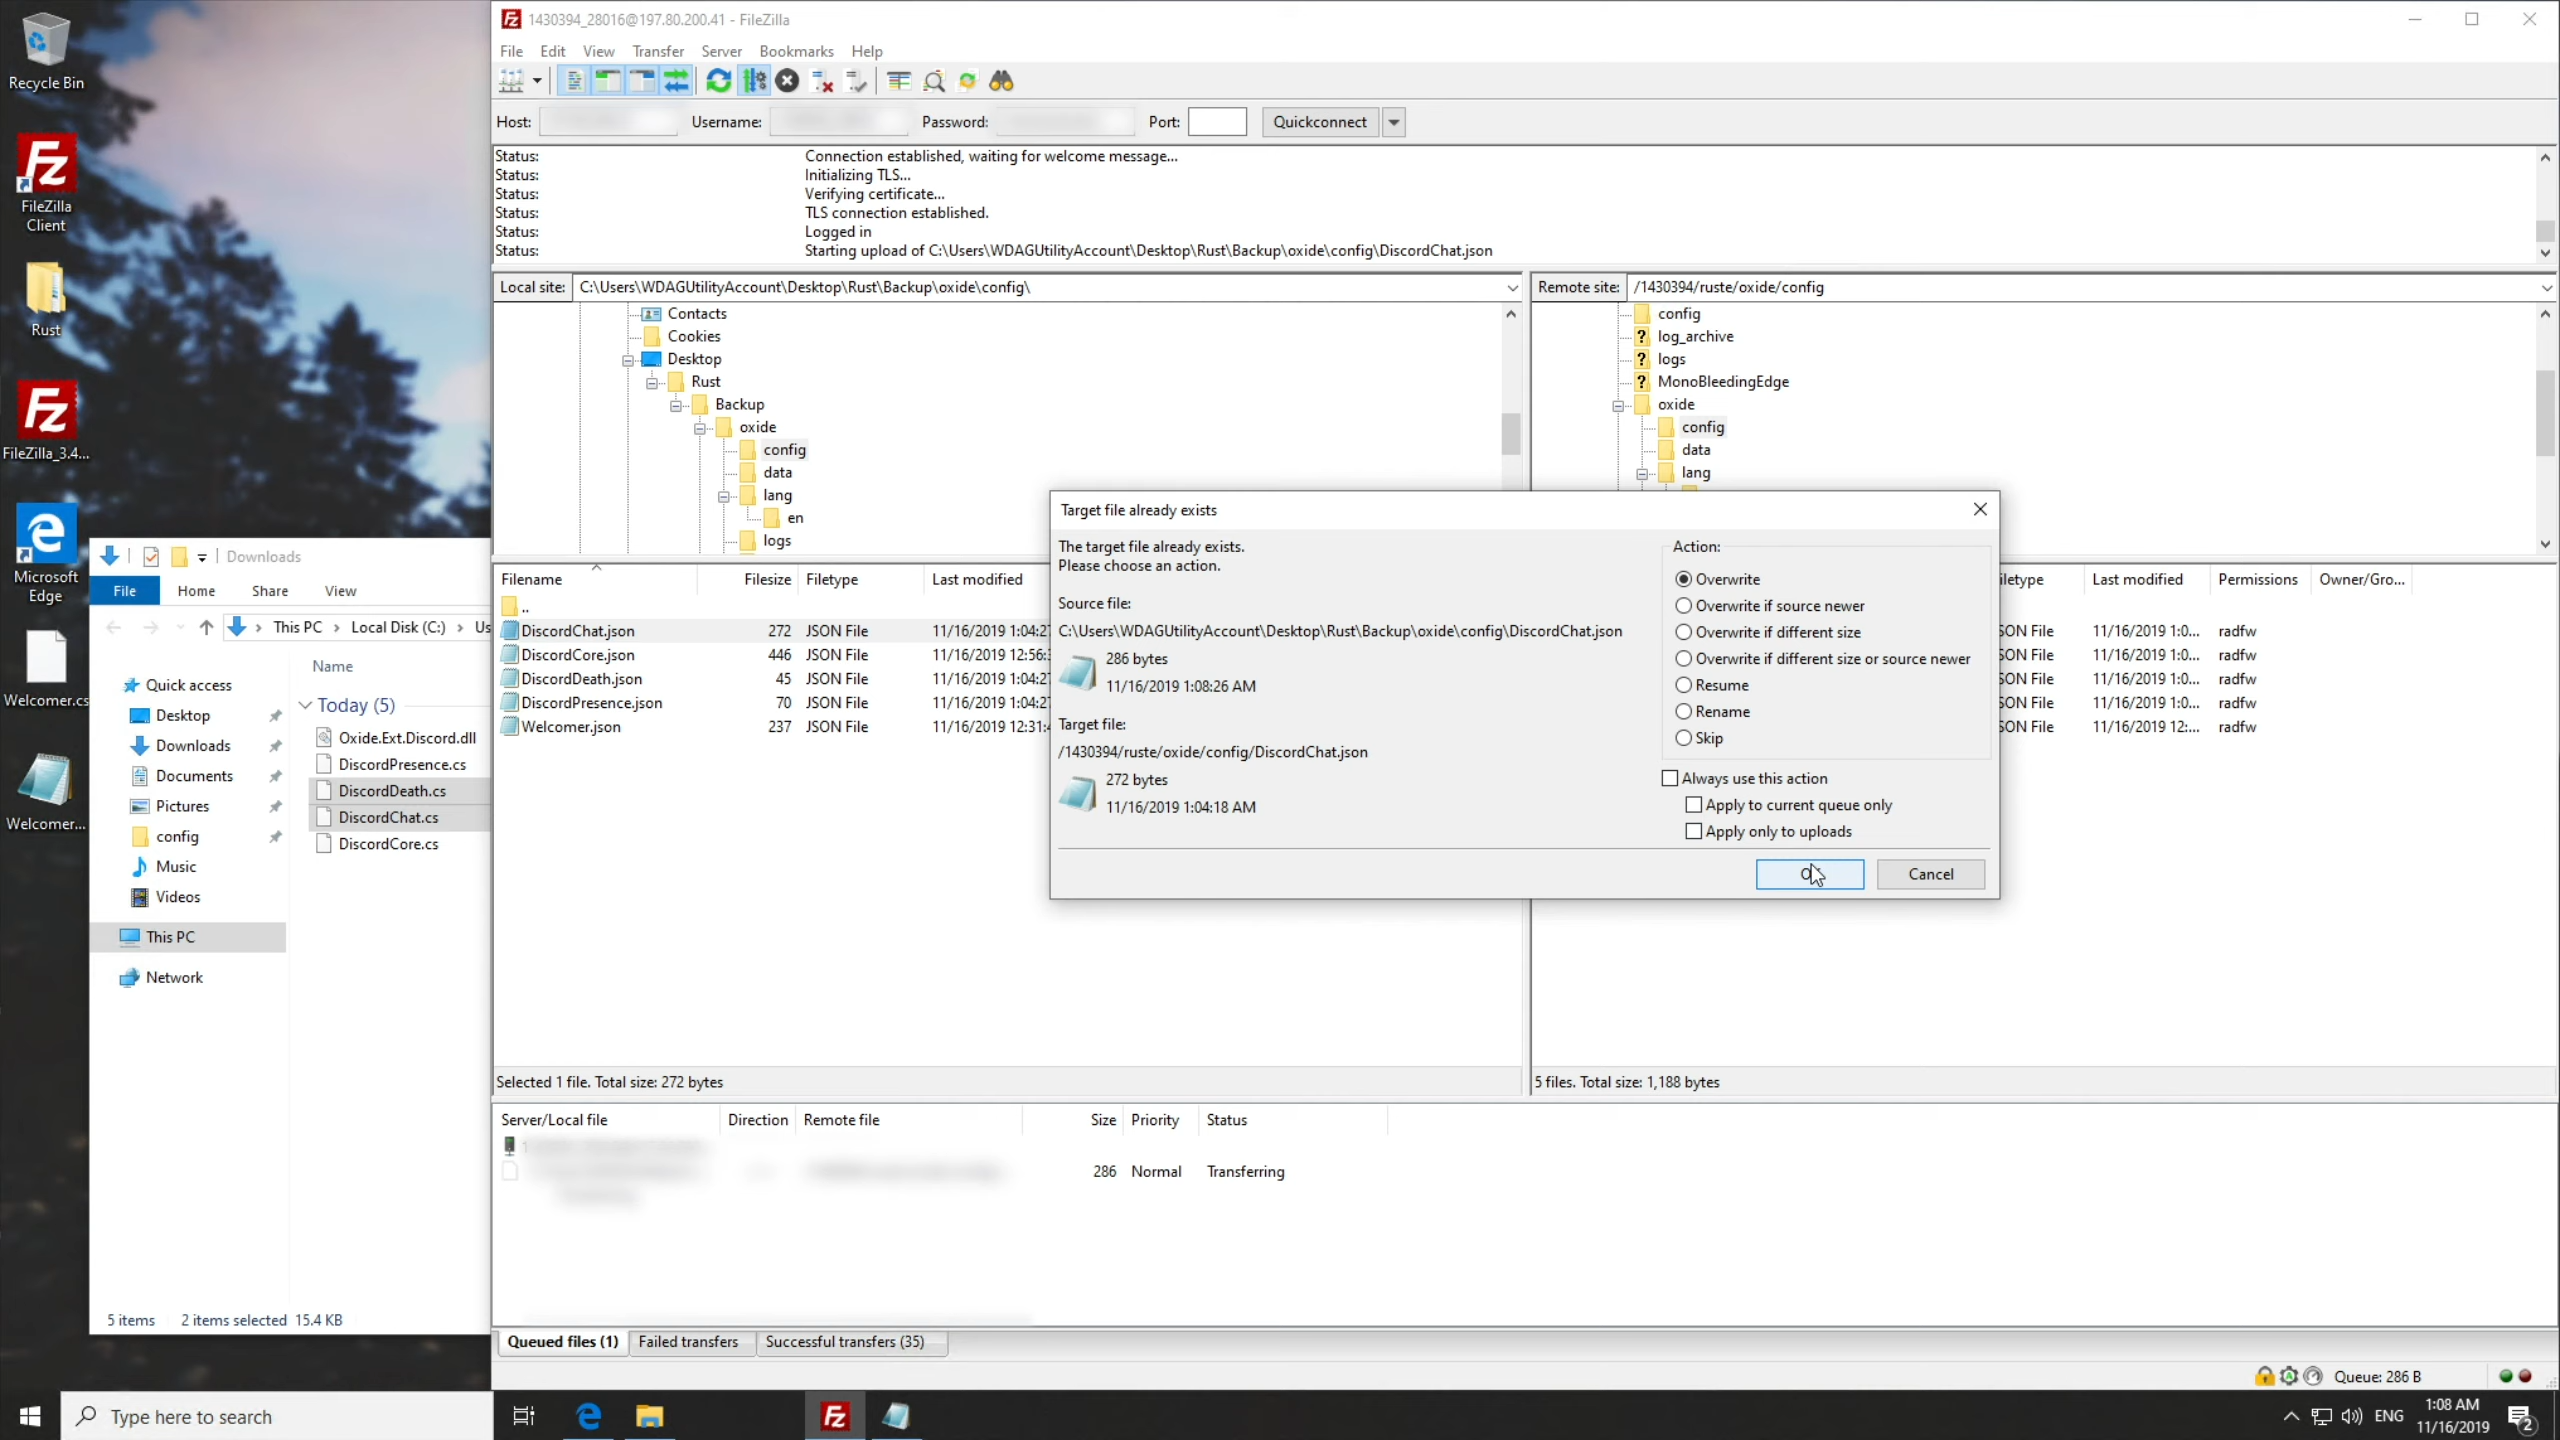 Recycle Bin
FileZilla
Client
Rust
FileZilla_3.4...
Microsoft
Edge
Welcomer.cs
Welcomer...
1430394_28016@197.80.200.41 - FileZilla
File Edit View Transfer Server Bookmarks Help
Host: Username: Password: Port: Quickconnect
Status: Connection established, waiting for welcome message...
Status: Initializing TLS...
Status: Verifying certificate...
Status: TLS connection established.
Status: Logged in
Status: Starting upload of C:\Users\WDAGUtilityAccount\Desktop\Rust\Backup\oxide\config\DiscordChat.json
Local site: C:\Users\WDAGUtilityAccount\Desktop\Rust\Backup\oxide\config\
Contacts
Cookies
Desktop
Rust
Backup
oxide
config
data
lang
en
logs
Remote site: /1430394/ruste/oxide/config
config
log_archive
logs
MonoBleedingEdge
oxide
config
data
lang
Filename Filesize Filetype Last modified
..
DiscordChat.json 272 JSON File 11/16/2019 1:04:27
DiscordCore.json 446 JSON File 11/16/2019 12:56:3
DiscordDeath.json 45 JSON File 11/16/2019 1:04:27
DiscordPresence.json 70 JSON File 11/16/2019 1:04:27
Welcomer.json 237 JSON File 11/16/2019 12:31:4
Selected 1 file. Total size: 272 bytes
iletype Last modified Permissions Owner/Gro...
SON File 11/16/2019 1:0... radfw
SON File 11/16/2019 1:0... radfw
SON File 11/16/2019 1:0... radfw
SON File 11/16/2019 1:0... radfw
SON File 11/16/2019 12:... radfw
5 files. Total size: 1,188 bytes
Target file already exists
The target file already exists.
Please choose an action.
Source file:
C:\Users\WDAGUtilityAccount\Desktop\Rust\Backup\oxide\config\DiscordChat.json
286 bytes
11/16/2019 1:08:26 AM
Target file:
/1430394/ruste/oxide/config/DiscordChat.json
272 bytes
11/16/2019 1:04:18 AM
Action:
Overwrite
Overwrite if source newer
Overwrite if different size
Overwrite if different size or source newer
Resume
Rename
Skip
Always use this action
Apply to current queue only
Apply only to uploads
Cancel
Downloads
File Home Share View
This PC Local Disk (C:) Us
Quick access
Desktop
Downloads
Documents
Pictures
config
Music
Videos
This PC
Network
Name
Today (5)
Oxide.Ext.Discord.dll
DiscordPresence.cs
DiscordDeath.cs
DiscordChat.cs
DiscordCore.cs
5 items 2 items selected 15.4 KB
Server/Local file Direction Remote file Size Priority Status
286 Normal Transferring
Queued files (1) Failed transfers Successful transfers (35)
Queue: 286 B
Type here to search
ENG
1:08 AM
11/16/2019
2